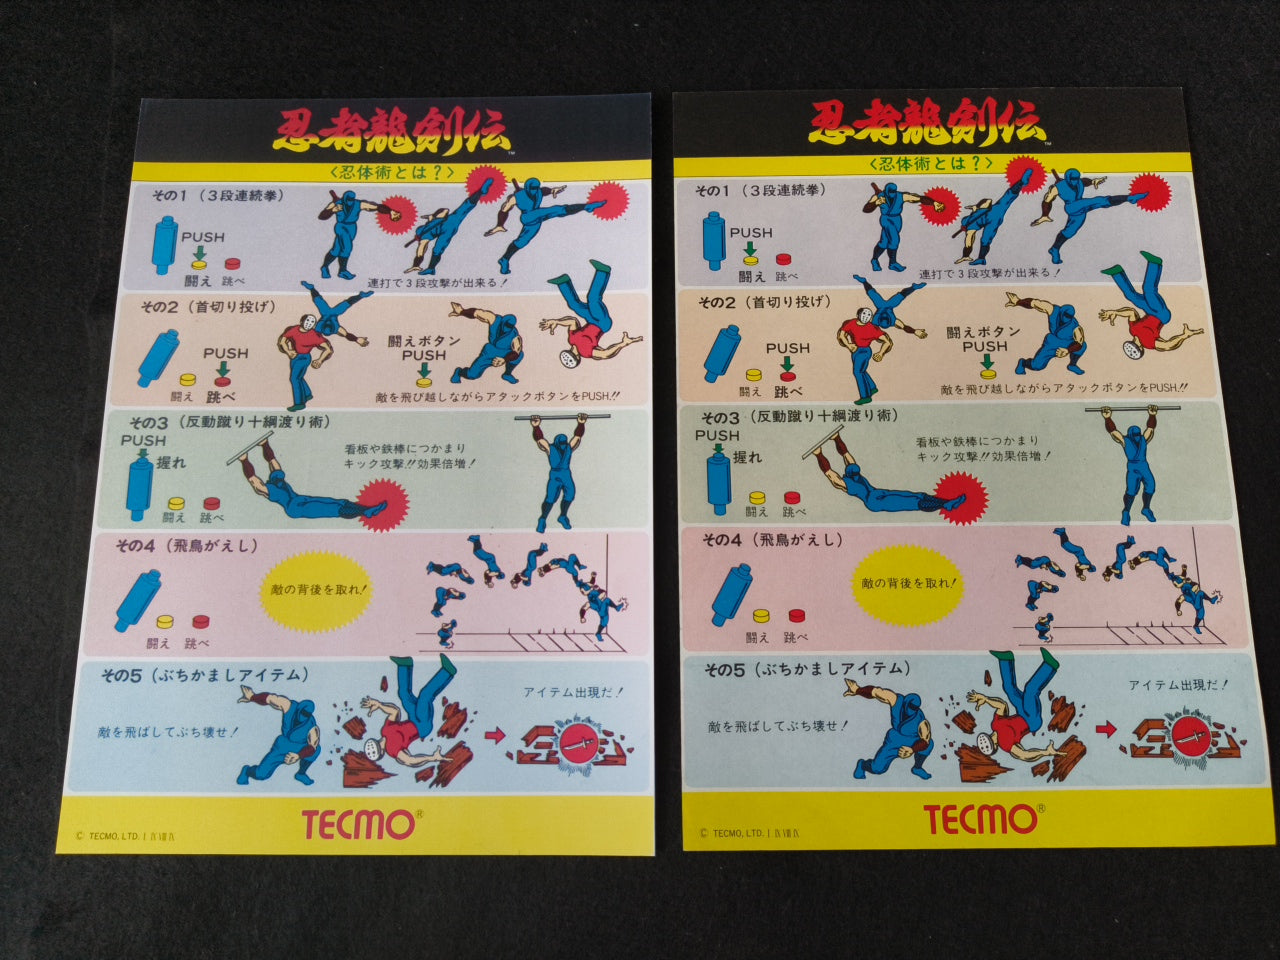 忍者龍剣伝™
〈忍体術とは?〉
その1 (3段連続拳)
PUSH
闘え 跳べ
連打で3段攻撃が出来る!
その2 (首切り投げ)
PUSH
闘え 跳べ
闘えボタン
PUSH
敵を飛び越しながらアタックボタンをPUSH!!
その3 (反動蹴り十綱渡り術)
PUSH
握れ
闘え 跳べ
看板や鉄棒につかまり
キック攻撃!!効果倍増!
その4 (飛鳥がえし)
闘え 跳べ
敵の背後を取れ!
その5 (ぶちかましアイテム)
敵を飛ばしてぶち壊せ!
アイテム出現だ!
TECMO®
© TECMO, LTD. I IX VIII IX
忍者龍剣伝™
〈忍体術とは?〉
その1 (3段連続拳)
PUSH
闘え 跳べ
連打で3段攻撃が出来る!
その2 (首切り投げ)
PUSH
闘え 跳べ
闘えボタン
PUSH
敵を飛び越しながらアタックボタンをPUSH!!
その3 (反動蹴り十綱渡り術)
PUSH
握れ
闘え 跳べ
看板や鉄棒につかまり
キック攻撃!!効果倍増!
その4 (飛鳥がえし)
闘え 跳べ
敵の背後を取れ!
その5 (ぶちかましアイテム)
敵を飛ばしてぶち壊せ!
アイテム出現だ!
TECMO®
© TECMO, LTD. I IX VIII IX